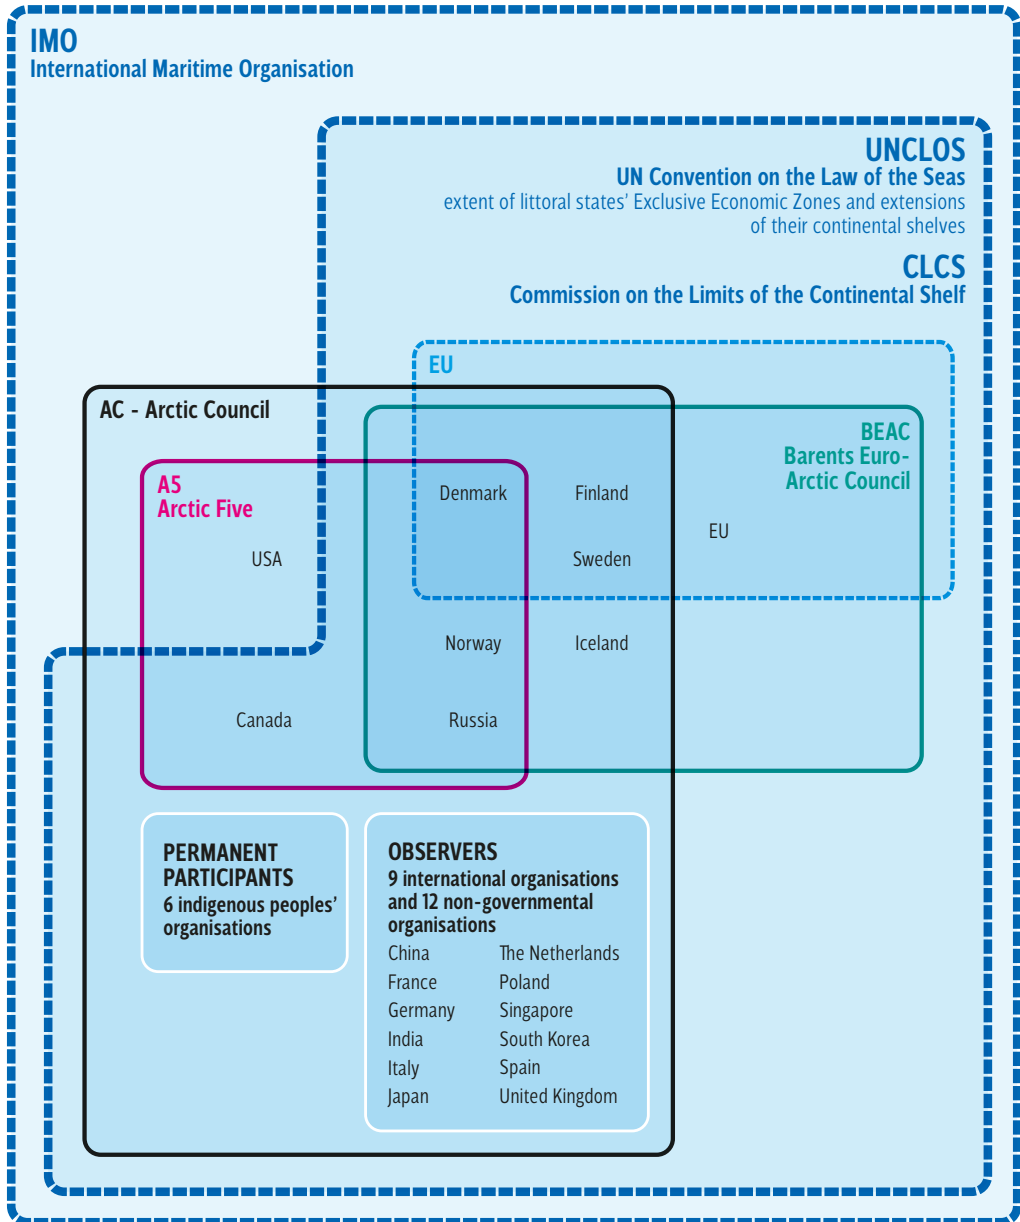 IMO
International Maritime Organisation
UNCLOS
UN Convention on the Law of the Seas
extent of littoral states' Exclusive Economic Zones and extensions
of their continental shelves
CLCS
Commission on the Limits of the Continental Shelf
EU
AC - Arctic Council
BEAC
Barents Euro-
Arctic Council
A5
Arctic Five
Denmark
Finland
EU
USA
Sweden
Norway
Iceland
Canada
Russia
PERMANENT
PARTICIPANTS
6 indigenous peoples'
organisations
OBSERVERS
9 international organisations
and 12 non-governmental
organisations
China
The Netherlands
France
Poland
Germany
Singapore
India
South Korea
Italy
Spain
Japan
United Kingdom